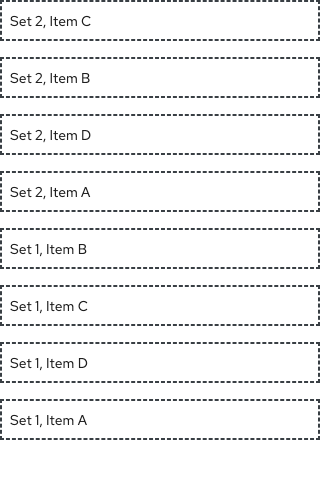 Set 2, Item C
Set 2, Item B
Set 2, Item D
Set 2, Item A
Set 1, Item B
Set 1, Item C
Set 1, Item D
Set 1, Item A